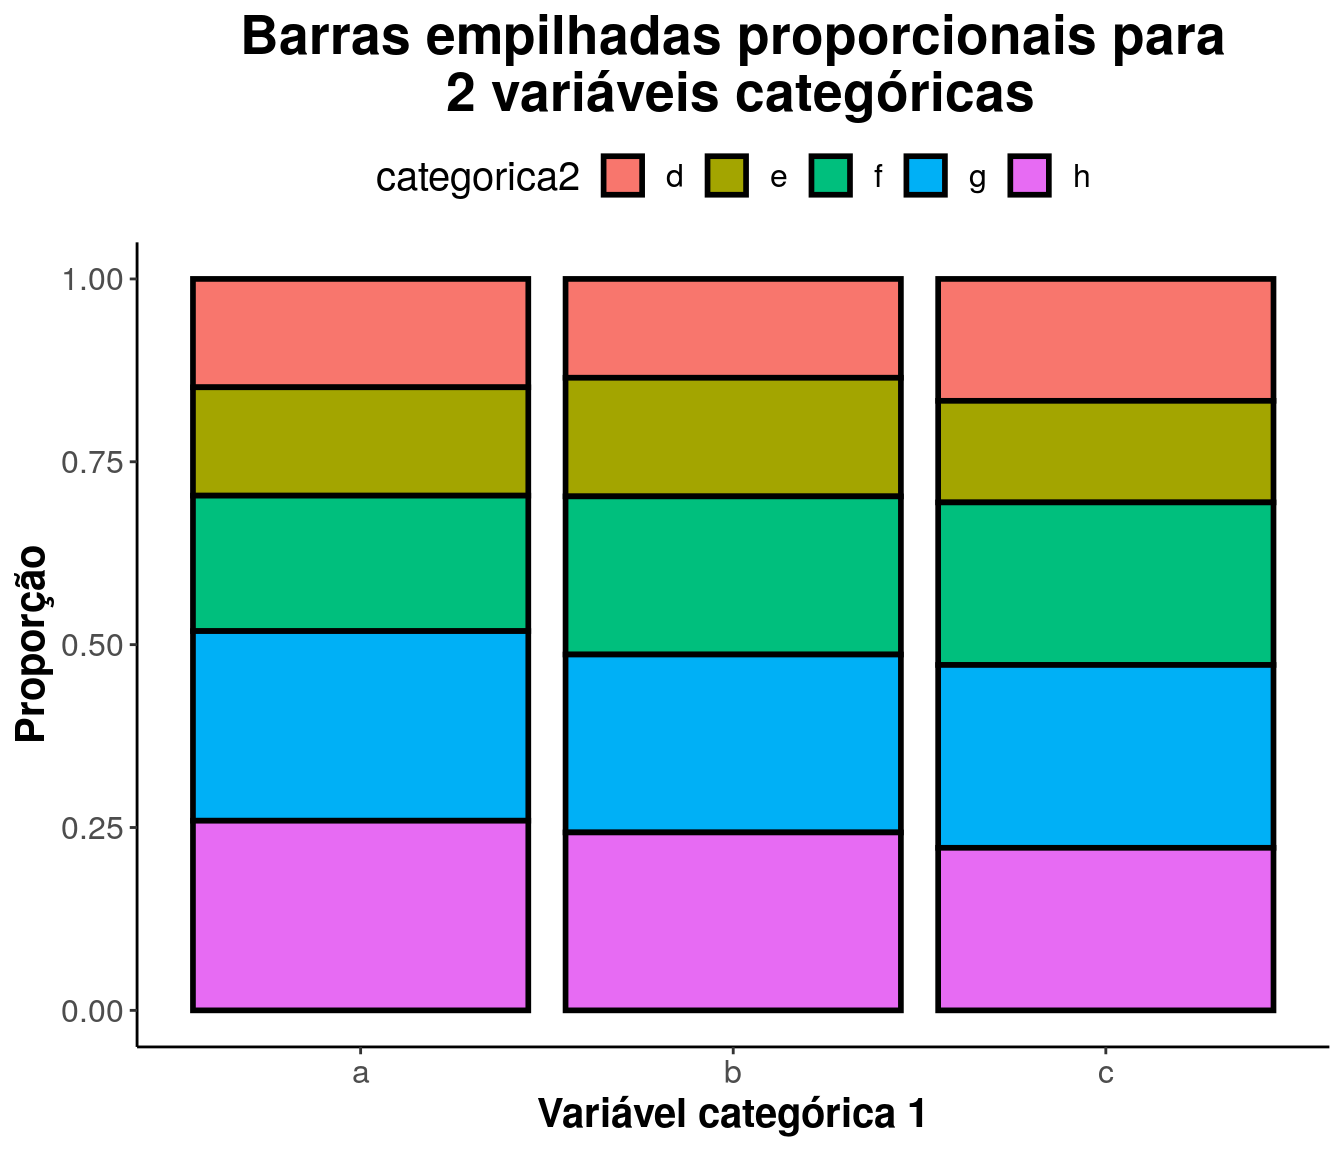 Barras empilhadas proporcionais para
2 variáveis categóricas
categorica2 d e f g h
1.00
0.75
0.50
0.25
0.00
Proporção
a b c
Variável categórica 1